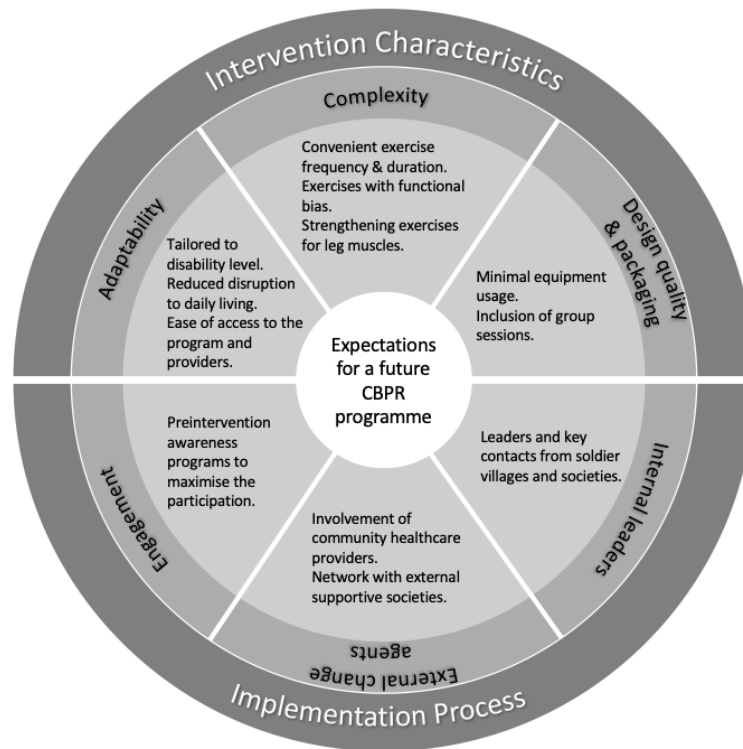 Intervention Characteristics
Complexity
Convenient exercise
frequency & duration.
Exercises with functional
bias.
Strengthening exercises
for leg muscles.
Adaptability
Tailored to
disability level.
Reduced disruption
to daily living.
Ease of access to the
program and
providers.
Design quality
& packaging
Minimal equipment
usage.
Inclusion of group
sessions.
Expectations
for a future
CBPR
programme
Engagement
Preintervention
awareness
programs to
maximise the
participation.
Leaders and key
contacts from soldier
villages and societies.
Internal leaders
Involvement of
community healthcare
providers.
Network with external
supportive societies.
External change
agents
Implementation Process